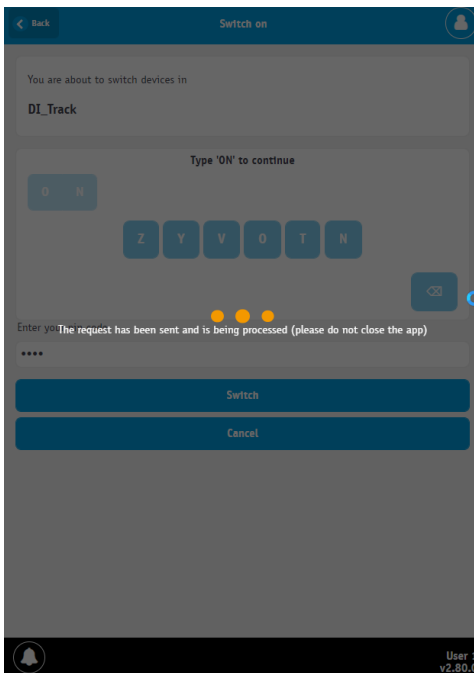 Back
Switch on
You are about to switch devices in
DI_Track
Type 'ON' to continue
O N
Z Y V O T N
Enter you
The request has been sent and is being processed (please do not close the app)
••••
Switch
Cancel
User
v2.80.